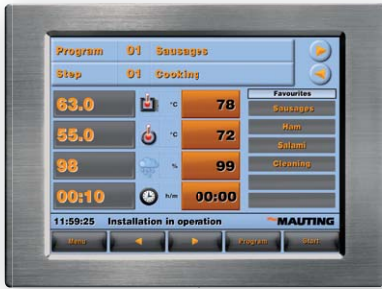 Program 01 Sausages
Step 01 Cooking
Favourites
63.0 °C 78
Sausages
55.0 °C 72
Ham
Salami
98 % 99
Cleaning
00:10 h/m 00:00
11:59:25 Installation in operation MAUTING
Menu Program Start